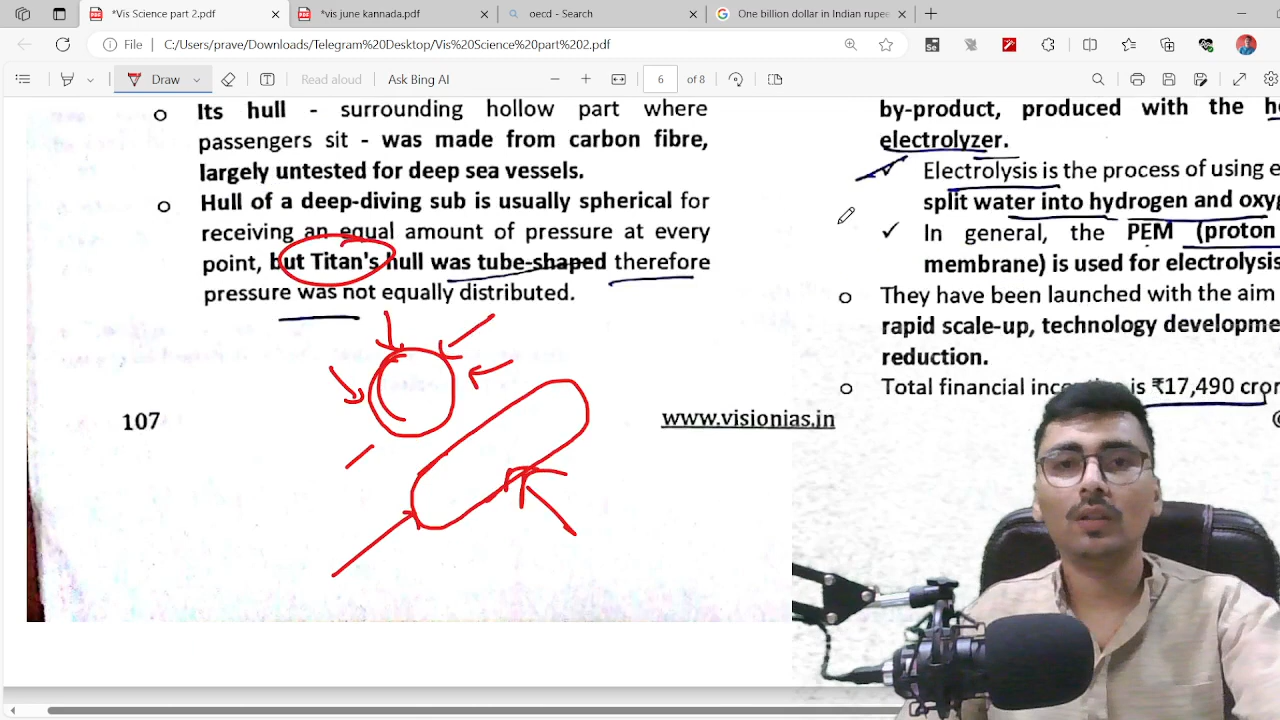 *Vis Science part 2.pdf
*vis june kannada.pdf
oecd - Search
One billion dollar in Indian rupee
File
C:/Users/prave/Downloads/Telegram%20Desktop/Vis%20Science%20part%202.pdf
Draw
Read aloud
Ask Bing AI
6
of 8
Its hull - surrounding hollow part where
passengers sit - was made from carbon fibre,
largely untested for deep sea vessels.
Hull of a deep-diving sub is usually spherical for
receiving an equal amount of pressure at every
point, but Titan's hull was tube-shaped therefore
pressure was not equally distributed.
107
www.visionias.in
by-product, produced with the
electrolyzer.
Electrolysis is the process of using
split water into hydrogen and
In general, the PEM (proton
membrane) is used for electrolysis
They have been launched with the aim
rapid scale-up, technology
reduction.
Total financial is ₹17,490